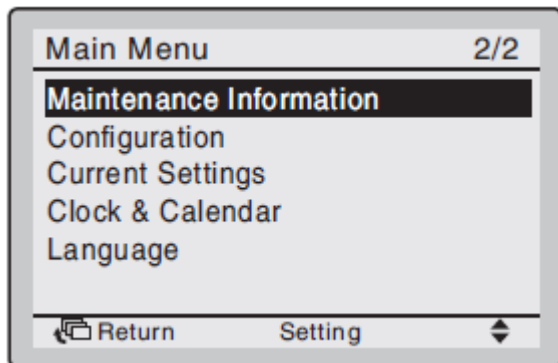 Main Menu 2/2
Maintenance Information
Configuration
Current Settings
Clock & Calendar
Language
Return Setting